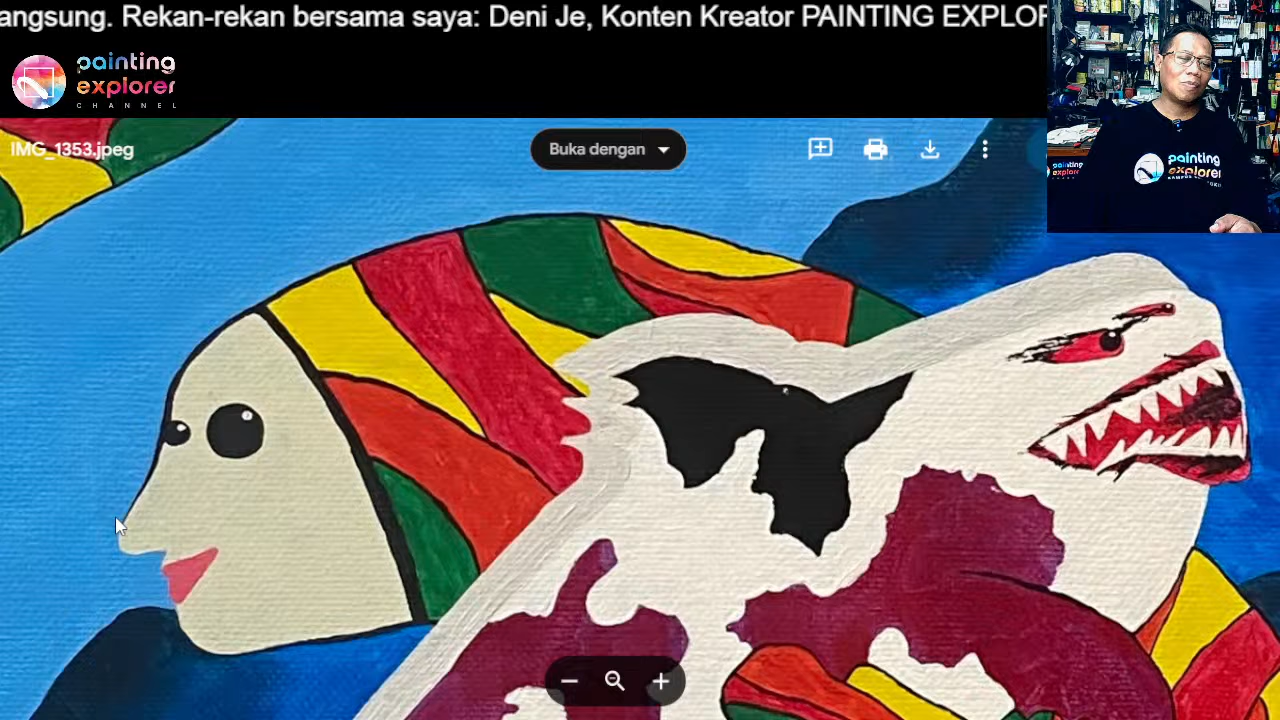 angsung. Rekan-rekan bersama saya: Deni Je, Konten Kreator PAINTING EXPLOR
painting
explorer
CHANNEL
IMG_1353.jpeg
Buka dengan
painting
explorer